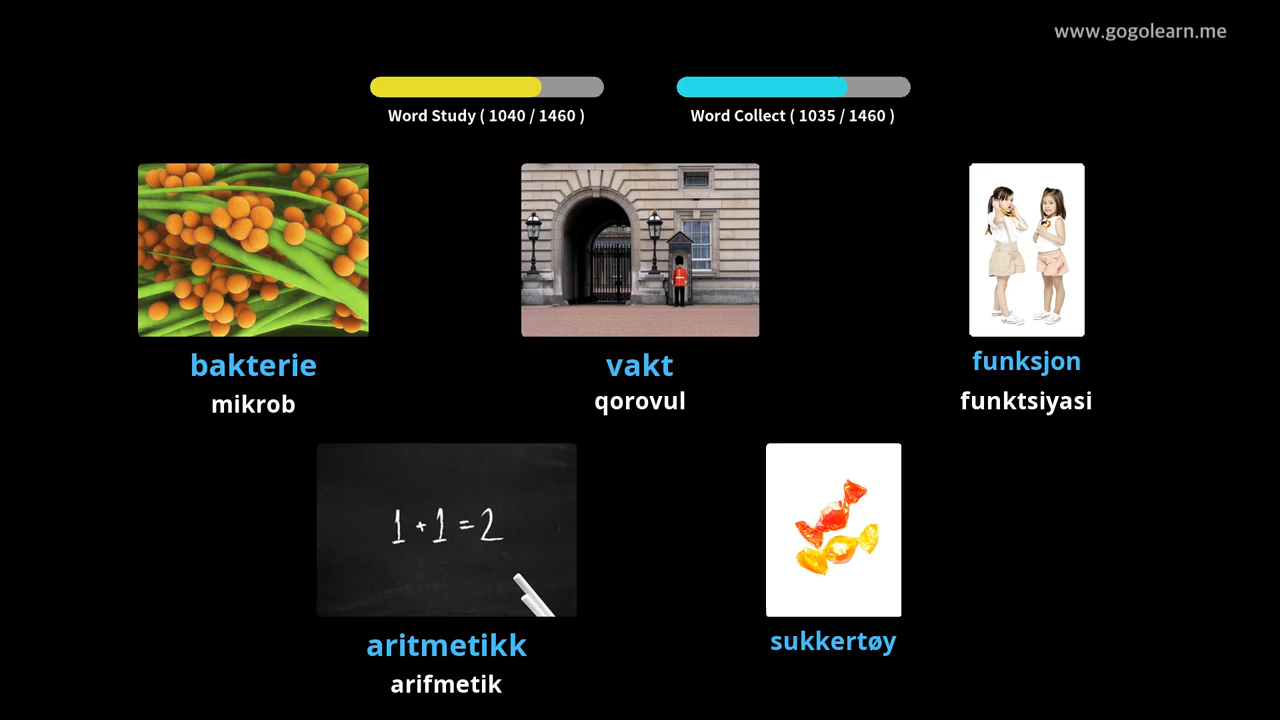 www.gogolearn.me
Word Study ( 1040 / 1460 )
Word Collect ( 1035 / 1460 )
bakterie
mikrob
vakt
qorovul
funksjon
funktsiyasi
1 + 1 = 2
aritmetikk
arifmetik
sukkertøy